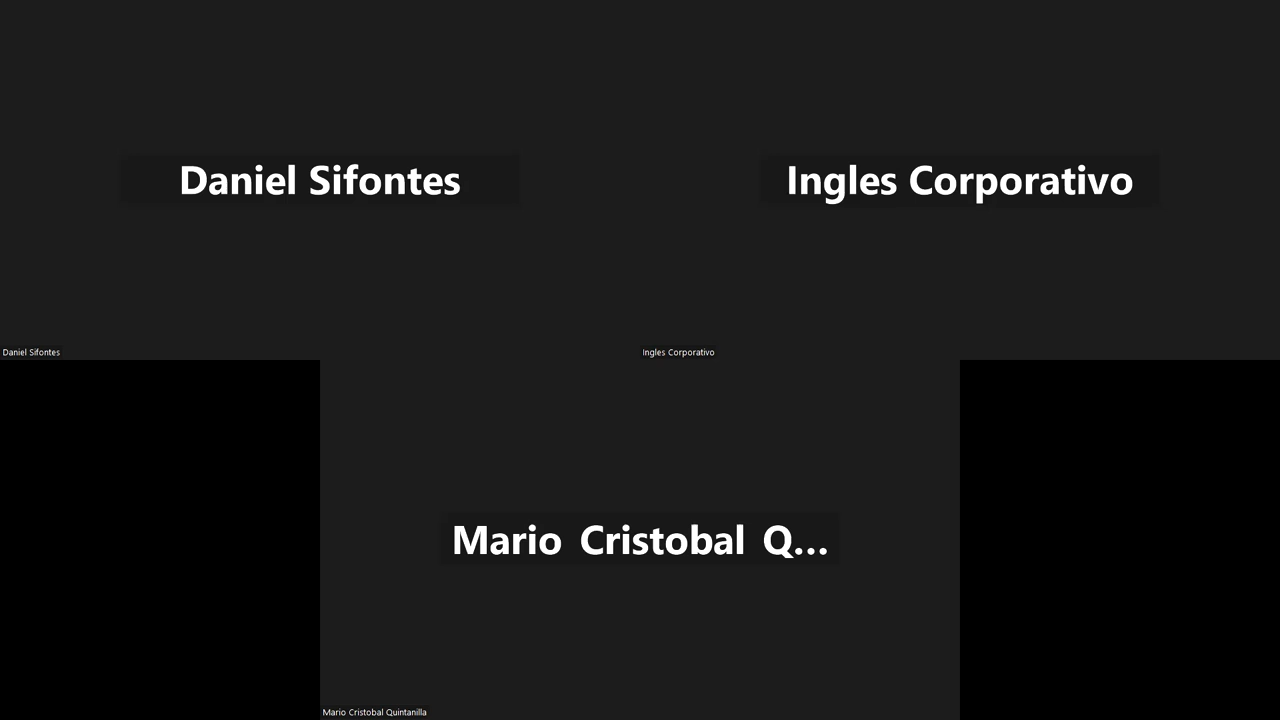 Daniel Sifontes
Ingles Corporativo
Daniel Sifontes
Ingles Corporativo
Mario Cristobal Q...
Mario Cristobal Quintanilla